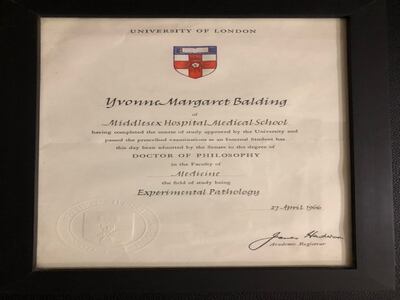 UNIVERSITY OF LONDON
Yvonne Margaret Balding
of
Middlesex Hospital Medical School
having completed the course of study approved by the University and
passed the prescribed examinations as an Internal Student has
this day been admitted by the Senate to the degree of
DOCTOR OF PHILOSOPHY
in the Faculty of
Medicine
the field of study being
Experimental Pathology
27 April 1966
Academic Registrar